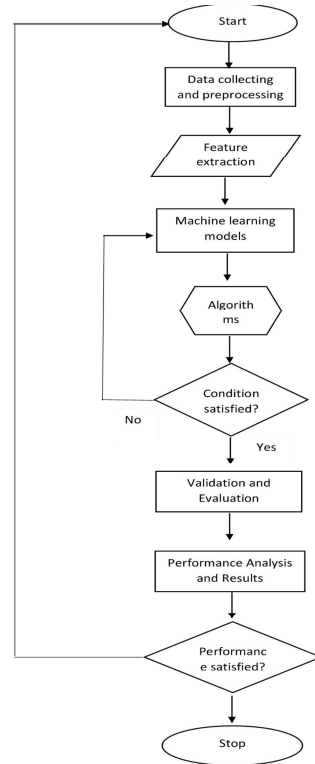 Start
Data collecting
and preprocessing
Feature
extraction
Machine learning
models
Algorith
ms
Condition
satisfied?
No
Yes
Validation and
Evaluation
Performance Analysis
and Results
Performanc
e satisfied?
Stop